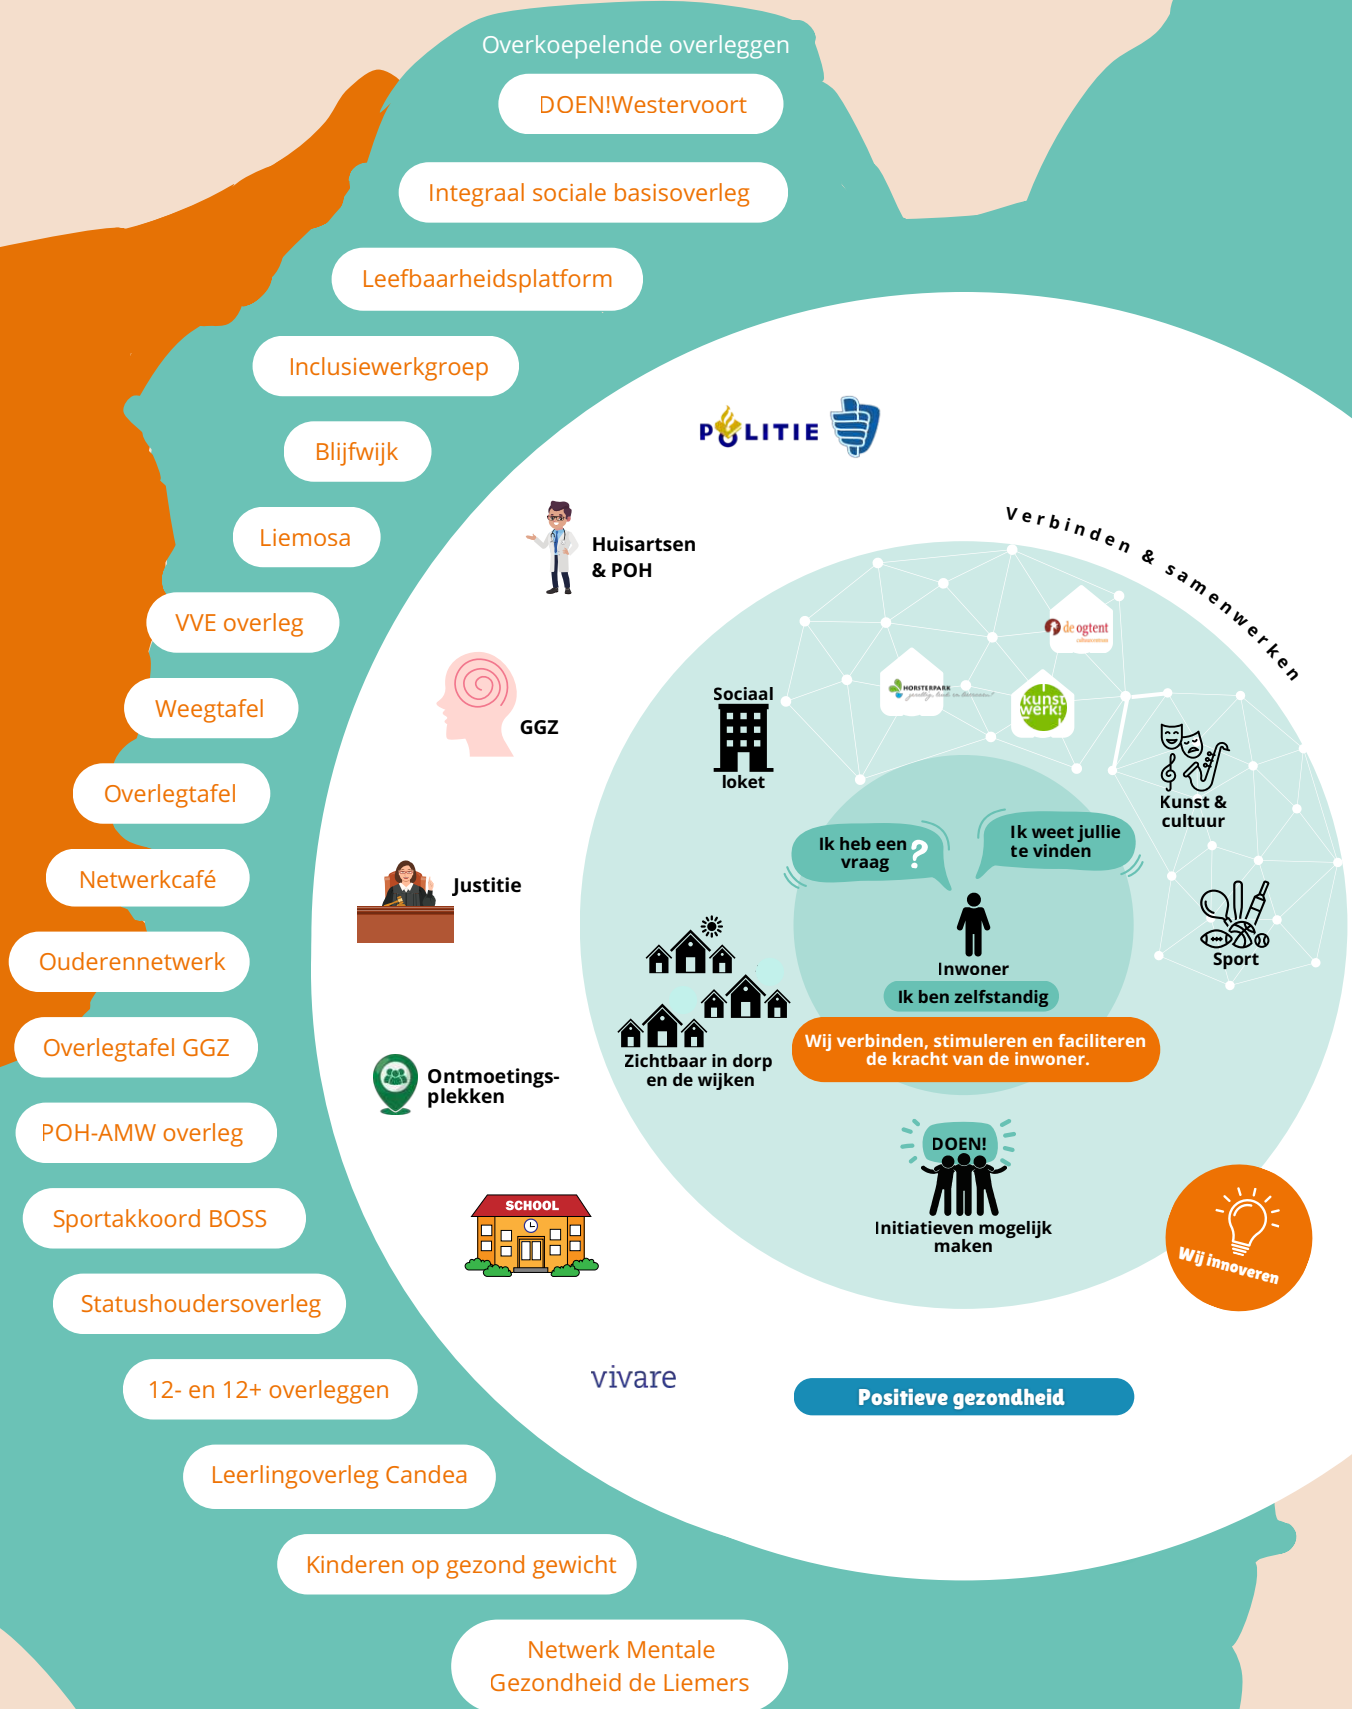 Overkoepelende overleggen
DOEN!Westervoort
Integraal sociale basisoverleg
Leefbaarheidsplatform
Inclusiewerkgroep
Blijfwijk
Liemosa
VVE overleg
Weegtafel
Overlegtafel
Netwerkcafé
Ouderennetwerk
Overlegtafel GGZ
POH-AMW overleg
Sportakkoord BOSS
Statushoudersoverleg
12- en 12+ overleggen
Leerlingoverleg Candea
Kinderen op gezond gewicht
Netwerk Mentale
Gezondheid de Liemers
POLITIE
Huisartsen
& POH
GGZ
Justitie
Ontmoetings-
plekken
SCHOOL
vivare
Positieve gezondheid
Verbinden & samenwerken
de ogtent
HORSTERPARK
kunst
werk!
Sociaal
loket
Kunst &
cultuur
Sport
Ik heb een
vraag ?
Ik weet jullie
te vinden
Inwoner
Ik ben zelfstandig
Wij verbinden, stimuleren en faciliteren
de kracht van de inwoner.
Zichtbaar in dorp
en de wijken
DOEN!
Initiatieven mogelijk
maken
Wij innoveren